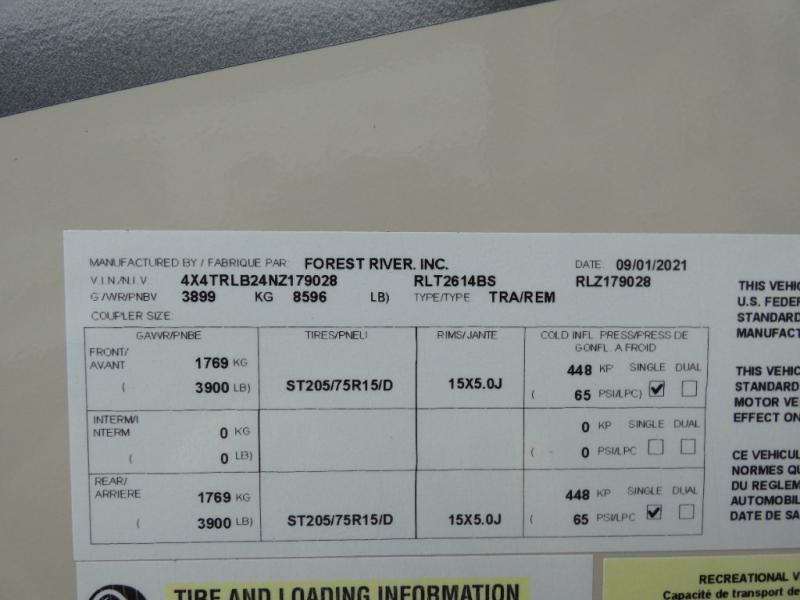 MANUFACTURED BY / FABRIQUE PAR: FOREST RIVER. INC. DATE: 09/01/2021
V.I.N./N.I.V. 4X4TRLB24NZ179028 RLT2614BS RLZ179028
G /WR/PNBV 3899 KG 8596 LB) TYPE/TYPE TRA/REM
COUPLER SIZE:
GAWR/PNBE TIRES/PNEU RIMS/JANTE COLD INFL. PRESS/PRESS DE
GONFL. A FROID
FRONT/
AVANT 1769 KG 448 KP SINGLE DUAL
( 3900 LB) ST205/75R15/D 15X5.0J ( 65 PSI/LPC)
INTERM/I
NTERM 0 KG 0 KP SINGLE DUAL
( 0 LB) ( - 0 PSI/LPC
REAR/
ARRIERE 1769 KG 448 KP SINGLE DUAL
( 3900 LB) ST205/75R15/D 15X5.0J ( 65 PSI/LPC
THIS VEHIC
U.S. FEDER
STANDARD
MANUFACT
THIS VEHIC
STANDARD
MOTOR VE
EFFECT ON
CE VEHICUL
NORMES QU
DU REGLEM
AUTOMOBIL
DATE DE SA
TIRE AND LOADING INFORMATION
RECREATIONAL V
Capacité de transport de